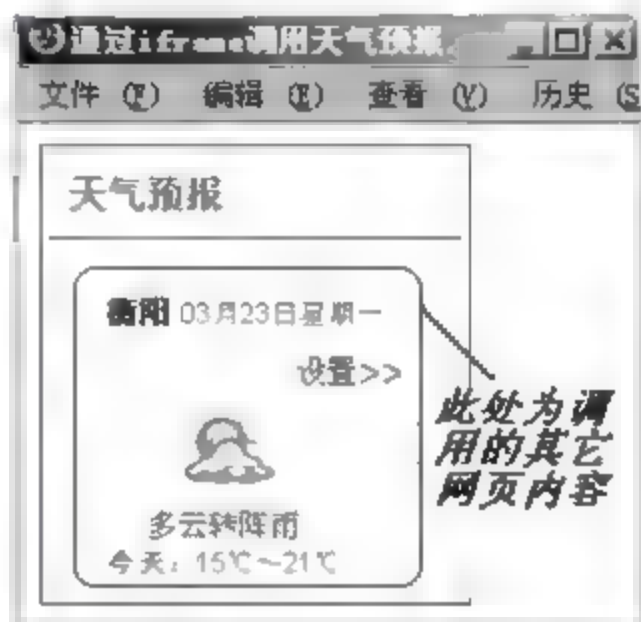 通过iframe调用天气预报
文件 (F) 编辑 (E) 查看 (V) 历史 (S
天气预报
衡阳 03月23日星期一
设置>>
多云转阵雨
今天：15℃～21℃
此处为调
用的其它
网页内容